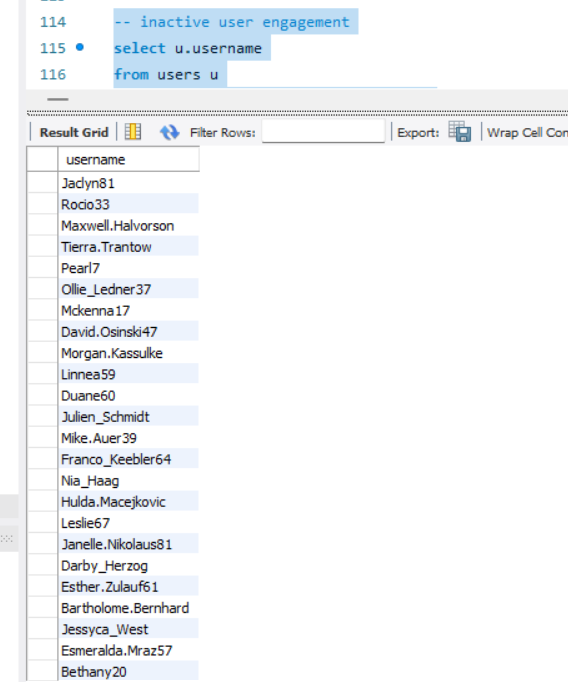 114 -- inactive user engagement
115 select u.username
116 from users u
Result Grid Filter Rows: Export: Wrap Cell Con
username
Jaclyn81
Rocio33
Maxwell.Halvorson
Tierra.Trantow
Pearl7
Ollie_Ledner37
Mckenna17
David.Osinski47
Morgan.Kassulke
Linnea59
Duane60
Julien_Schmidt
Mike.Auer39
Franco_Keebler64
Nia_Haag
Hulda.Macejkovic
Leslie67
Janelle.Nikolaus81
Darby_Herzog
Esther.Zulauf61
Bartholome.Bernhard
Jessyca_West
Esmeralda.Mraz57
Bethany20